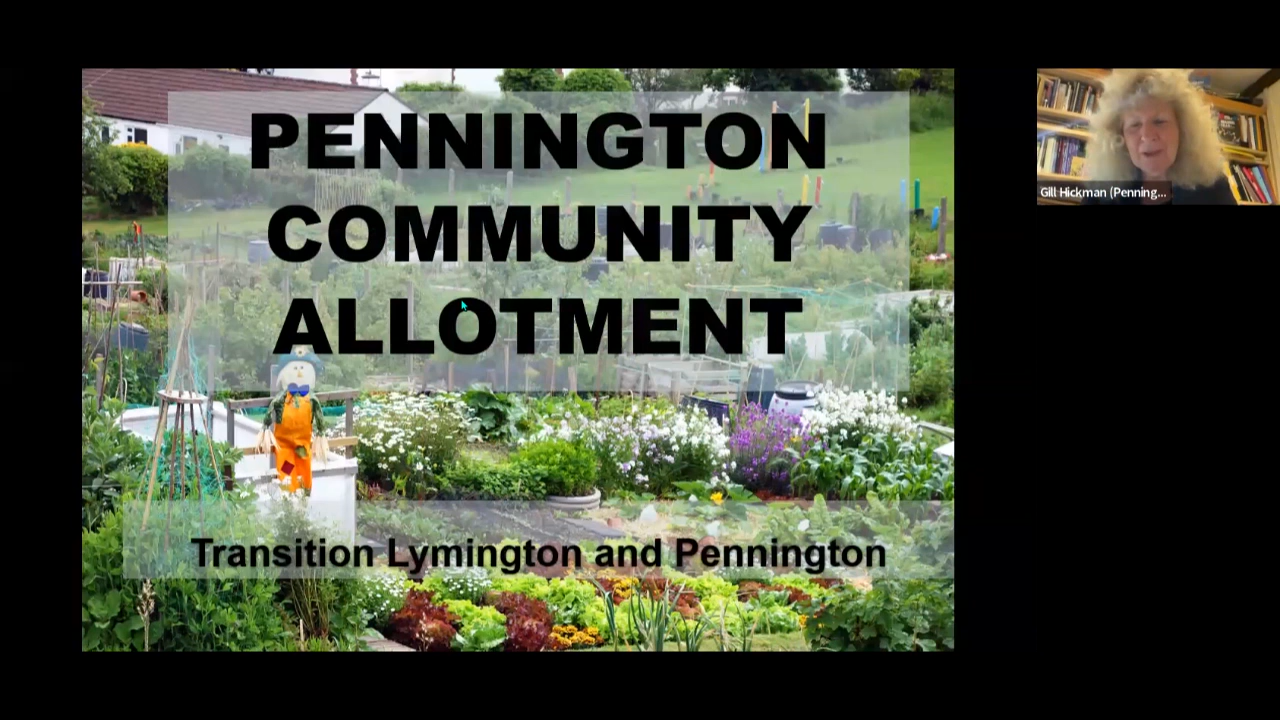 PENNINGTON
COMMUNITY
ALLOTMENT
Transition Lymington and Pennington
Gill Hickman (Penning...